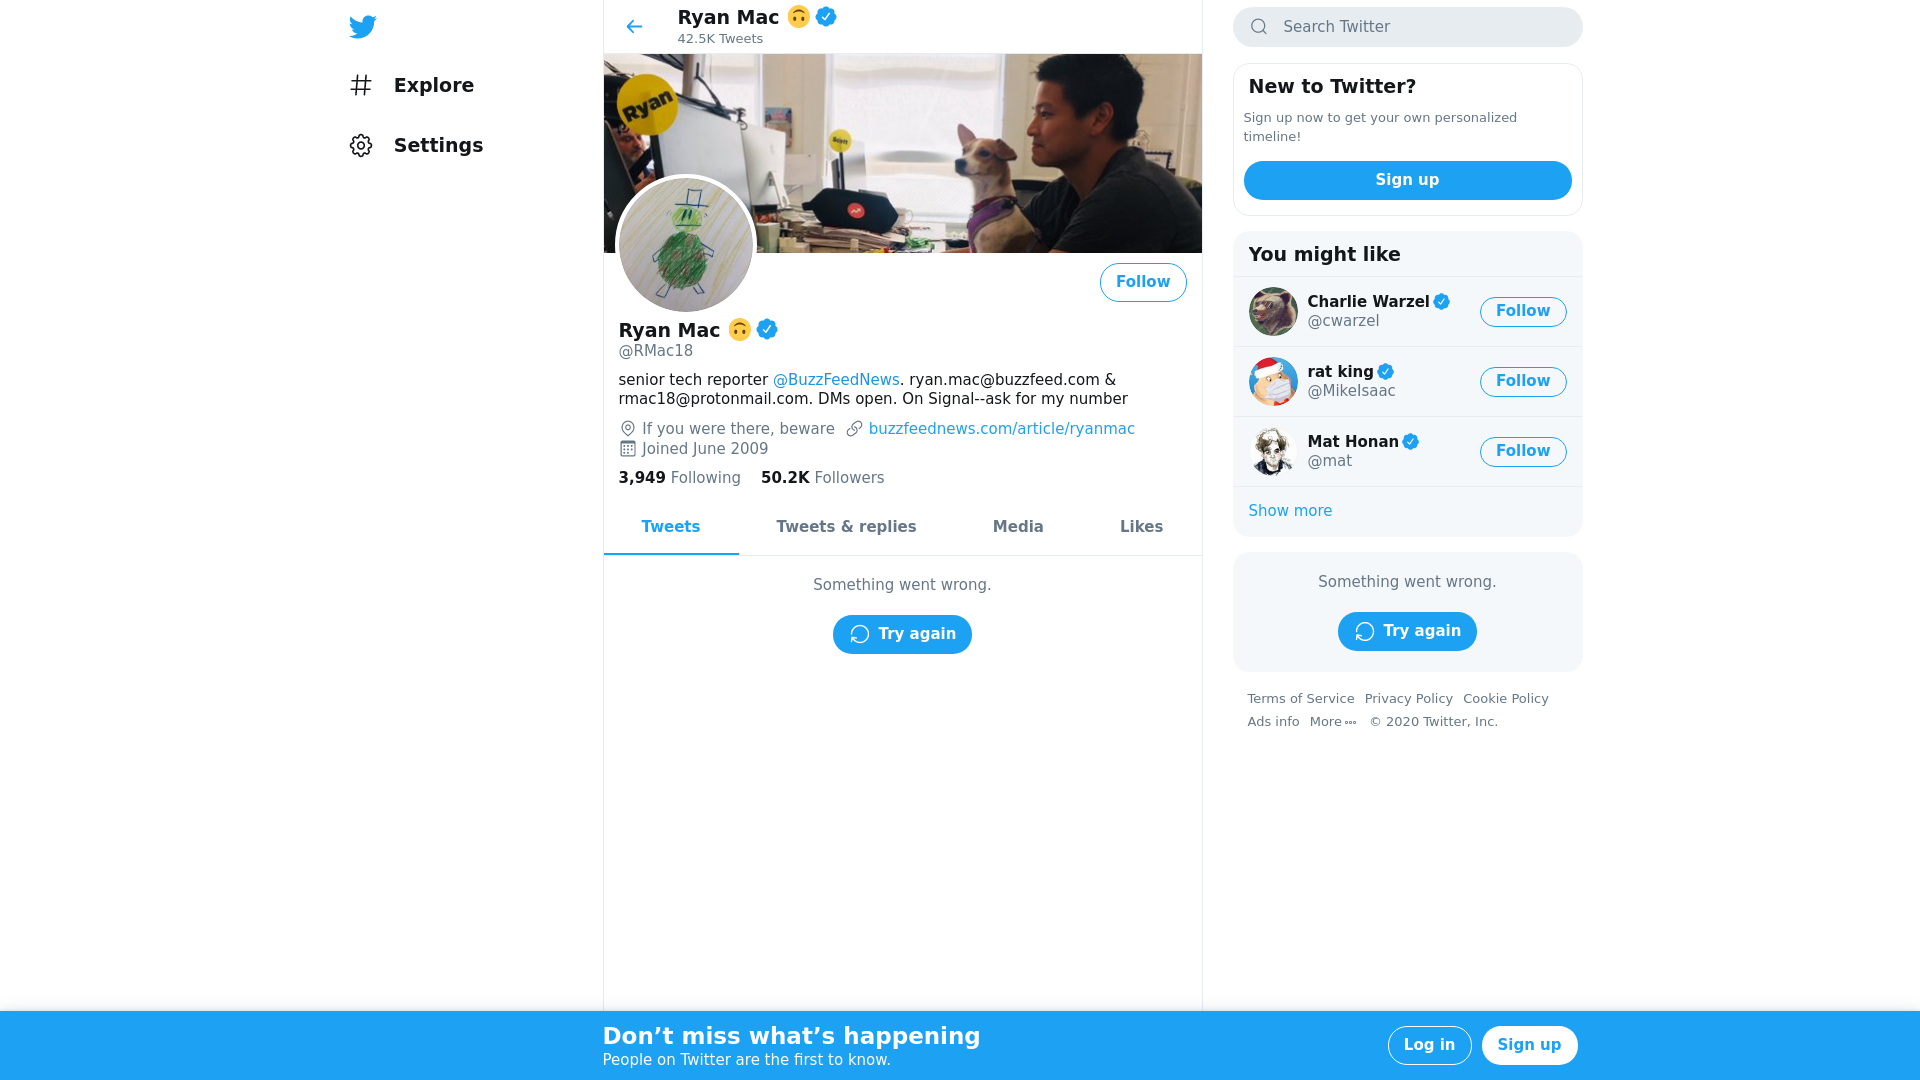 Explore
Settings
Ryan Mac
42.5K Tweets
Ryan
Follow
Ryan Mac
@RMac18
senior tech reporter @BuzzFeedNews. ryan.mac@buzzfeed.com &
rmac18@protonmail.com. DMs open. On Signal--ask for my number
If you were there, beware buzzfeednews.com/article/ryanmac
Joined June 2009
3,949 Following 50.2K Followers
Tweets Tweets & replies Media Likes
Something went wrong.
Try again
Search Twitter
New to Twitter?
Sign up now to get your own personalized
timeline!
Sign up
You might like
Charlie Warzel
@cwarzel
Follow
rat king
@MikeIsaac
Follow
Mat Honan
@mat
Follow
Show more
Something went wrong.
Try again
Terms of Service Privacy Policy Cookie Policy
Ads info More © 2020 Twitter, Inc.
Don’t miss what’s happening
People on Twitter are the first to know.
Log in Sign up